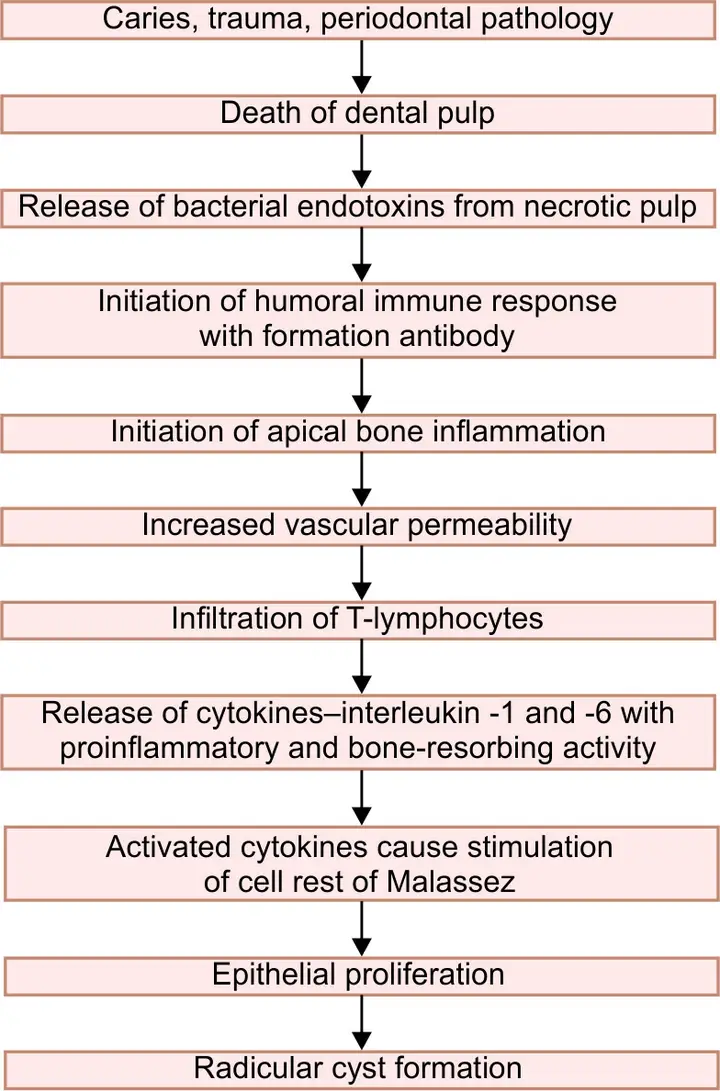 Caries, trauma, periodontal pathology
Death of dental pulp
Release of bacterial endotoxins from necrotic pulp
Initiation of humoral immune response
with formation antibody
Initiation of apical bone inflammation
Increased vascular permeability
Infiltration of T-lymphocytes
Release of cytokines–interleukin -1 and -6 with
proinflammatory and bone-resorbing activity
Activated cytokines cause stimulation
of cell rest of Malassez
Epithelial proliferation
Radicular cyst formation